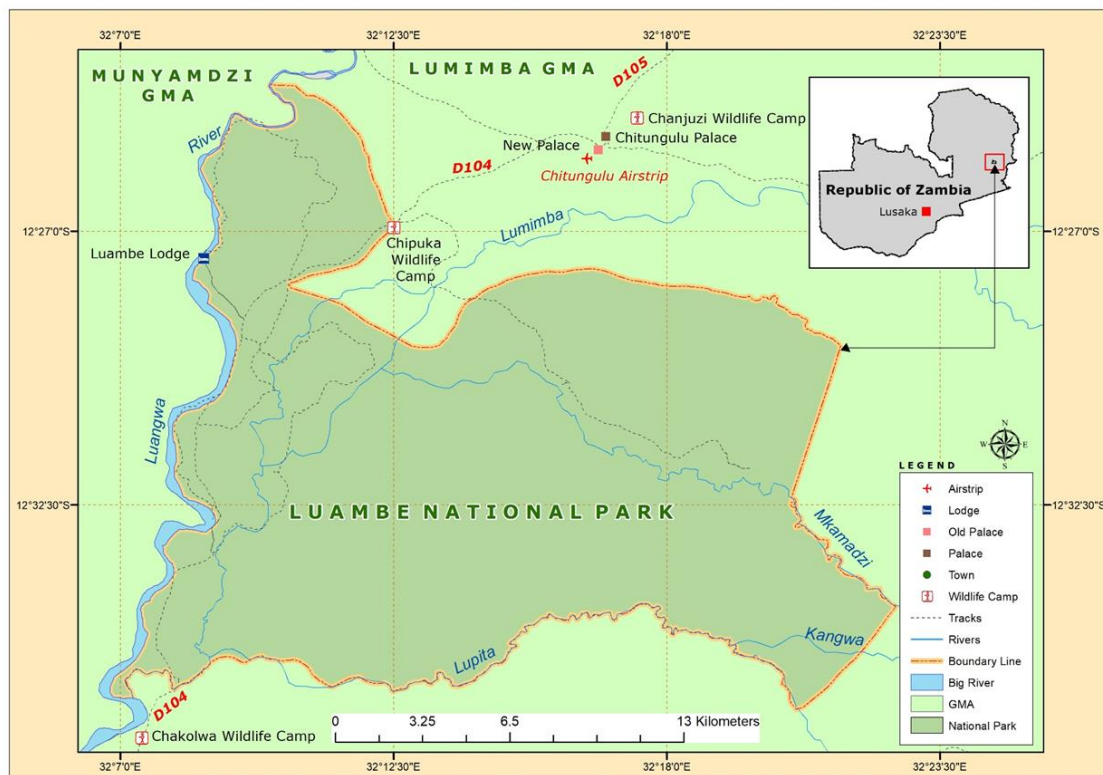 32°7'0"E 32°12'30"E 32°18'0"E 32°23'30"E
MUNYAMDZI
GMA
LUMIMBA GMA
D105
River
Chanjuzi Wildlife Camp
Chitungulu Palace
New Palace
D104
Chitungulu Airstrip
Republic of Zambia
Lusaka
12°27'0"S 12°27'0"S
Lumimba
Luambe Lodge
Chipuka
Wildlife
Camp
Luangwa
12°32'30"S 12°32'30"S
LUAMBE NATIONAL PARK
Mkamadzi
Kangwa
Lupita
D104
Chakolwa Wildlife Camp
0 3.25 6.5 13 Kilometers
N
W E
S
LEGEND
Airstrip
Lodge
Old Palace
Palace
Town
Wildlife Camp
Tracks
Rivers
Boundary Line
Big River
GMA
National Park
32°7'0"E 32°12'30"E 32°18'0"E 32°23'30"E